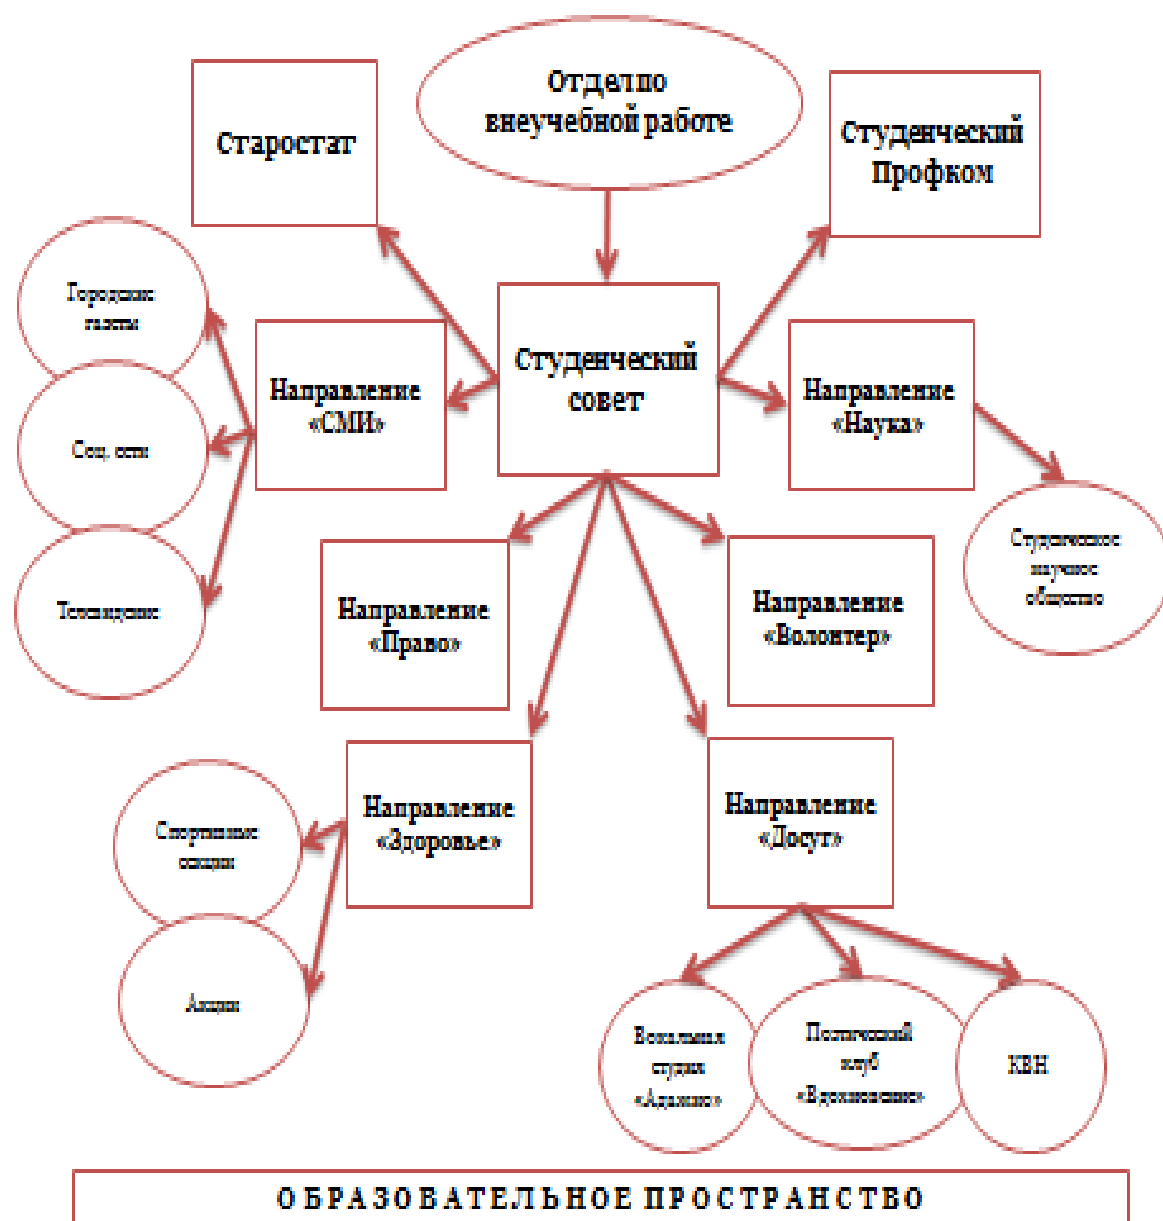 Отдел по
внеучебной работе
Старостат
Студенческий
Профком
Городские
газеты
Студенческий
совет
Направление
«СМИ»
Направление
«Наука»
Соц. сети
Студенческое
научное
общество
Телевидение
Направление
«Право»
Направление
«Волонтер»
Спортивные
секции
Направление
«Здоровье»
Направление
«Досуг»
Акции
Вокальная
студия
«Адажио»
Поэтический
клуб
«Вдохновение»
КВН
ОБРАЗОВАТЕЛЬНОЕ ПРОСТРАНСТВО